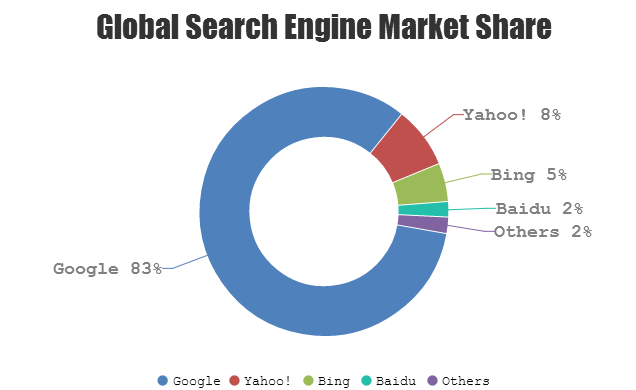 Global Search Engine Market Share
Yahoo! 8%
Bing 5%
Baidu 2%
Others 2%
Google 83%
Google Yahoo! Bing Baidu Others